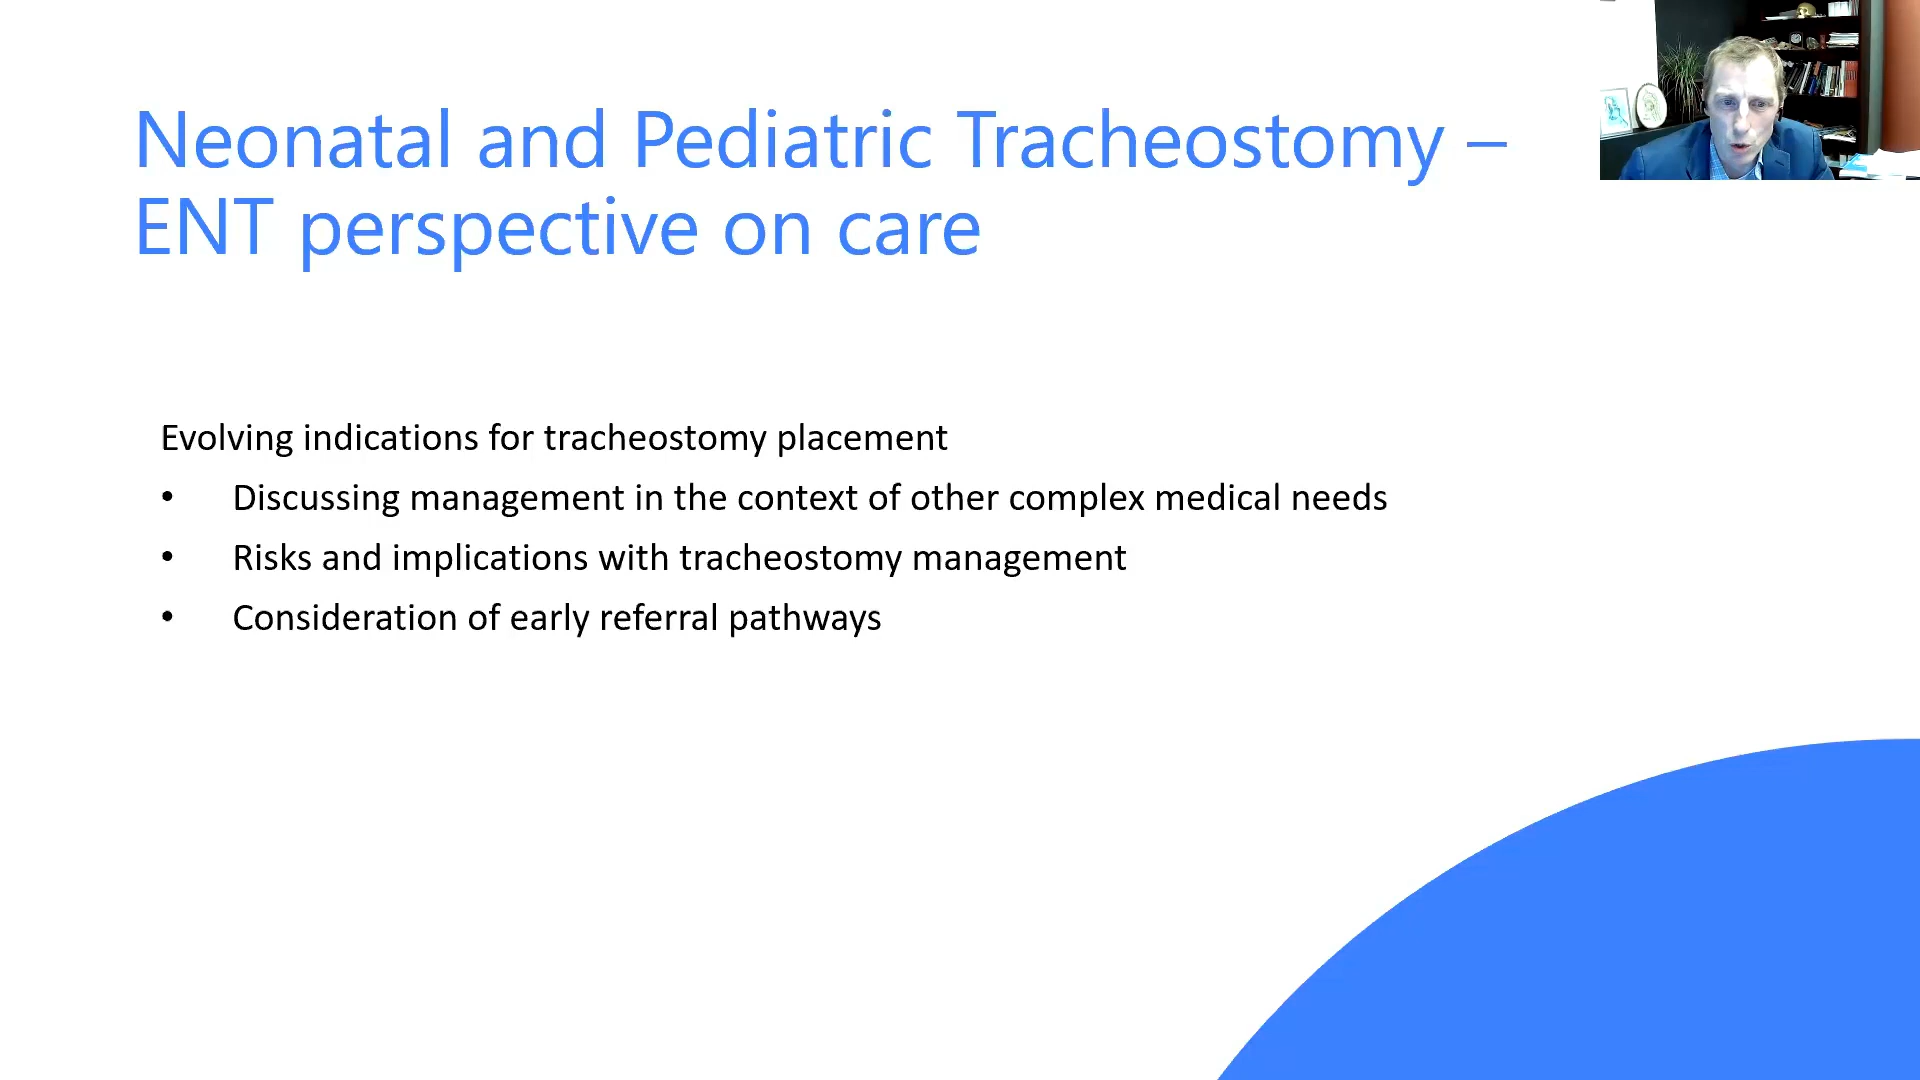 Neonatal and Pediatric Tracheostomy –
ENT perspective on care
Evolving indications for tracheostomy placement
• Discussing management in the context of other complex medical needs
• Risks and implications with tracheostomy management
• Consideration of early referral pathways